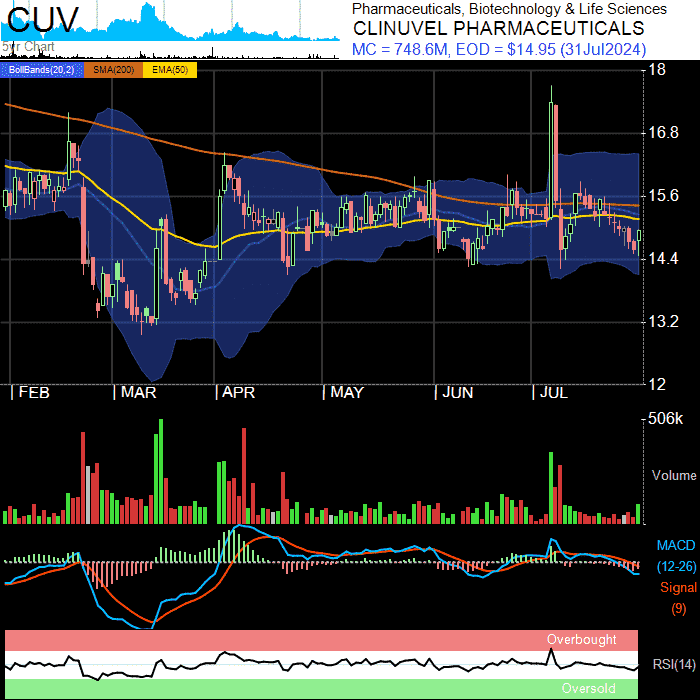 CUV
5yr Chart
Pharmaceuticals, Biotechnology & Life Sciences
CLINUVEL PHARMACEUTICALS
MC = 748.6M, EOD = $14.95 (31Jul2024)
BollBands(20,2) SMA(200) EMA(50)
18
16.8
15.6
14.4
13.2
12
FEB MAR APR MAY JUN JUL
506k
Volume
MACD
(12-26)
Signal
(9)
Overbought
RSI(14)
Oversold